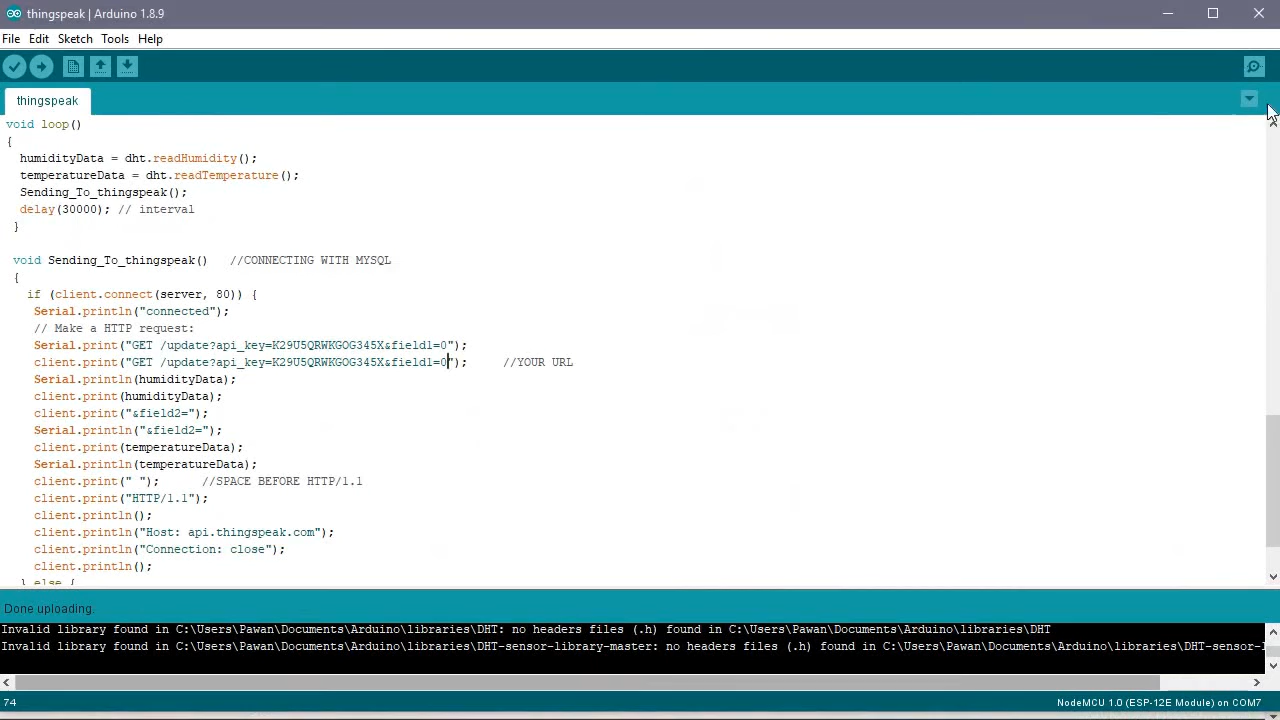 thingspeak | Arduino 1.8.9
File Edit Sketch Tools Help
thingspeak
void loop()
{
humidityData = dht.readHumidity();
temperatureData = dht.readTemperature();
Sending_To_thingspeak();
delay(30000); // interval
}
void Sending_To_thingspeak() //CONNECTING WITH MYSQL
{
if (client.connect(server, 80)) {
Serial.println("connected");
// Make a HTTP request:
Serial.print("GET /update?api_key=K29U5QRWKGOG345X&field1=0");
client.print("GET /update?api_key=K29U5QRWKGOG345X&field1=0"); //YOUR URL
Serial.println(humidityData);
client.print(humidityData);
client.print("&field2=");
Serial.println("&field2=");
client.print(temperatureData);
Serial.println(temperatureData);
client.print(" "); //SPACE BEFORE HTTP/1.1
client.print("HTTP/1.1");
client.println();
client.println("Host: api.thingspeak.com");
client.println("Connection: close");
client.println();
} else {
Done uploading.
Invalid library found in C:\Users\Pawan\Documents\Arduino\libraries\DHT: no headers files (.h) found in C:\Users\Pawan\Documents\Arduino\libraries\DHT
Invalid library found in C:\Users\Pawan\Documents\Arduino\libraries\DHT-sensor-library-master: no headers files (.h) found in C:\Users\Pawan\Documents\Arduino\libraries\DHT-sensor-l
74
NodeMCU 1.0 (ESP-12E Module) on COM7